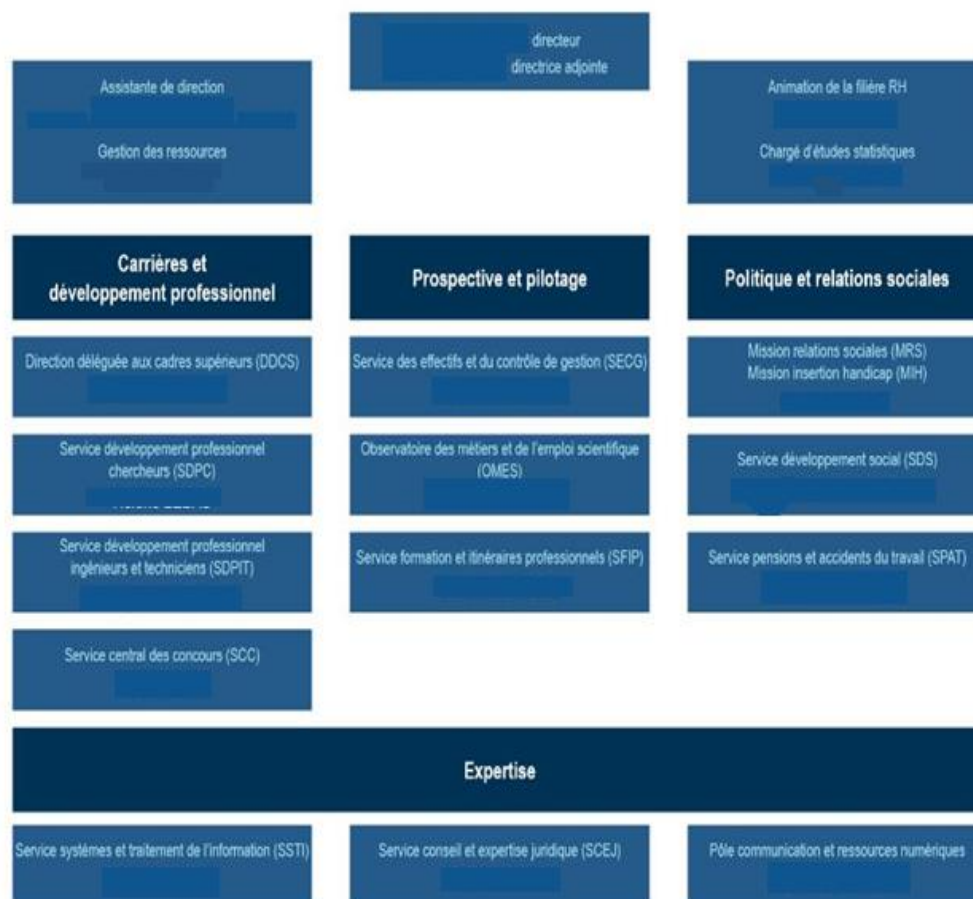 directeur
directrice adjointe
Assistante de direction
Gestion des ressources
Animation de la filière RH
Chargé d'études statistiques
Carrières et
développement professionnel
Prospective et pilotage
Politique et relations sociales
Direction déléguée aux cadres supérieurs (DDCS)
Service des effectifs et du contrôle de gestion (SECG)
Mission relations sociales (MRS)
Mission insertion handicap (MIH)
Service développement professionnel
chercheurs (SDPC)
Observatoire des métiers et de l'emploi scientifique
(OMES)
Service développement social (SDS)
Service développement professionnel
ingénieurs et techniciens (SDPIT)
Service formation et itinéraires professionnels (SFIP)
Service pensions et accidents du travail (SPAT)
Service central des concours (SCC)
Expertise
Service systèmes et traitement de l'information (SSTI)
Service conseil et expertise juridique (SCEJ)
Pôle communication et ressources numériques